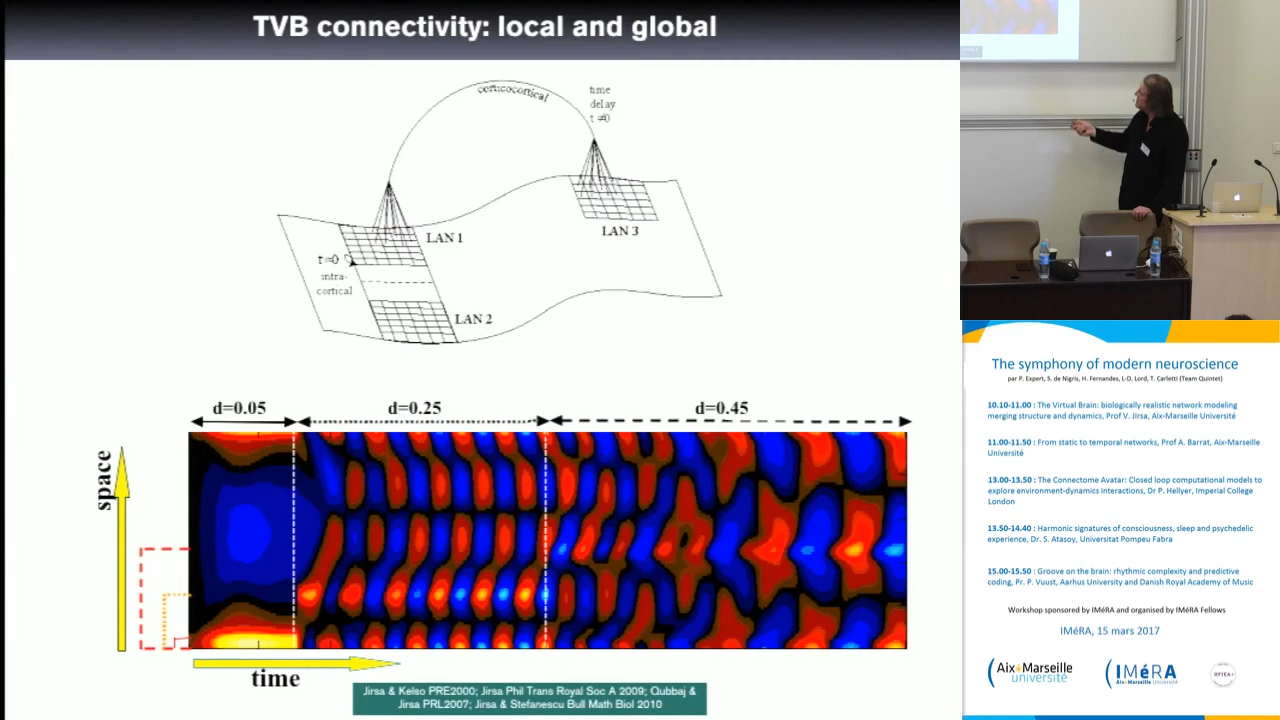 TVB connectivity: local and global
corticocortical
time
delay
t ≠0
LAN 1
LAN 3
t=0
intra-
cortical
LAN 2
d=0.05
d=0.25
d=0.45
space
time
Jirsa & Kelso PRE2000; Jirsa Phil Trans Royal Soc A 2009; Qubbaj &
Jirsa PRL2007; Jirsa & Stefanescu Bull Math Biol 2010
The symphony of modern neuroscience
par P. Expert, S. de Nigris, H. Fernandes, L-D. Lord, T. Carletti (Team Quintet)
10.10-11.00 : The Virtual Brain: biologically realistic network modeling
merging structure and dynamics, Prof V. Jirsa, Aix-Marseille Université
11.00-11.50 : From static to temporal networks, Prof A. Barrat, Aix-Marseille
Université
13.00-13.50 : The Connectome Avatar: Closed loop computational models to
explore environment-dynamics interactions, Dr P. Hellyer, Imperial College
London
13.50-14.40 : Harmonic signatures of consciousness, sleep and psychedelic
experience, Dr. S. Atasoy, Universitat Pompeu Fabra
15.00-15.50 : Groove on the brain: rhythmic complexity and predictive
coding, Pr. P. Vuust, Aarhus University and Danish Royal Academy of Music
Workshop sponsored by IMéRA and organised by IMéRA Fellows
IMéRA, 15 mars 2017
Aix Marseille
université
IMéRA
Aix-Marseille Université